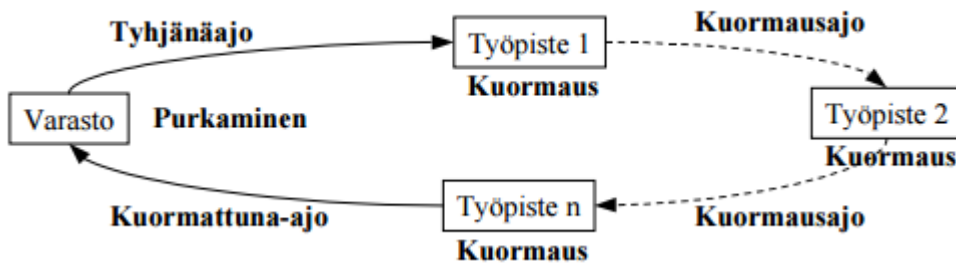 Tyhjänäajo
Työpiste 1
Kuormaus
Kuormausajo
Varasto
Purkaminen
Työpiste 2
Kuormaus
Kuormausajo
Työpiste n
Kuormaus
Kuormattuna-ajo